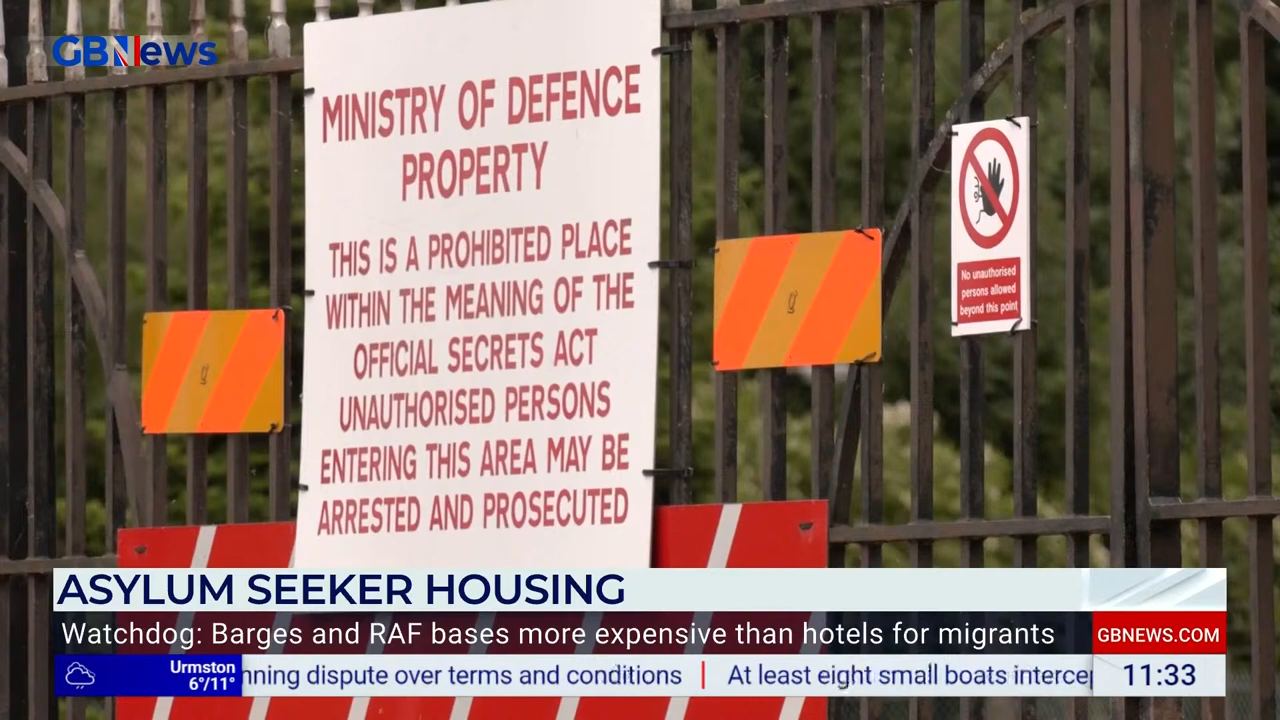 GBNews
MINISTRY OF DEFENCE
PROPERTY
THIS IS A PROHIBITED PLACE
WITHIN THE MEANING OF THE
OFFICIAL SECRETS ACT
UNAUTHORISED PERSONS
ENTERING THIS AREA MAY BE
ARRESTED AND PROSECUTED
No unauthorised
persons allowed
beyond this point
ASYLUM SEEKER HOUSING
Watchdog: Barges and RAF bases more expensive than hotels for migrants
GBNEWS.COM
Urmston
6°/11°
nning dispute over terms and conditions | At least eight small boats interce
11:33